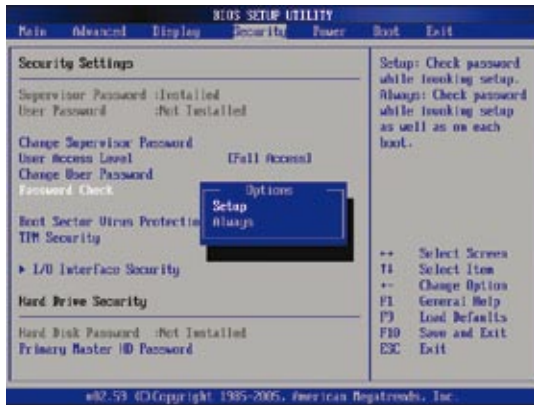 BIOS SETUP UTILITY
Main Advanced Display Security Power Boot Exit
Security Settings
Supervisor Password :Installed
User Password :Not Installed
Change Supervisor Password
User Access Level [Full Access]
Change User Password
Password Check
Boot Sector Virus Protection
TPM Security
▶ I/O Interface Security
Hard Drive Security
Hard Disk Password :Not Installed
Primary Master HD Password
Options
Setup
Always
Setup: Check password
while invoking setup.
Always: Check password
while invoking setup
as well as on each
boot.
↔ Select Screen
↑↓ Select Item
+- Change Option
F1 General Help
F9 Load Defaults
F10 Save and Exit
ESC Exit
v02.59 (C)Copyright 1985-2005, American Megatrends, Inc.